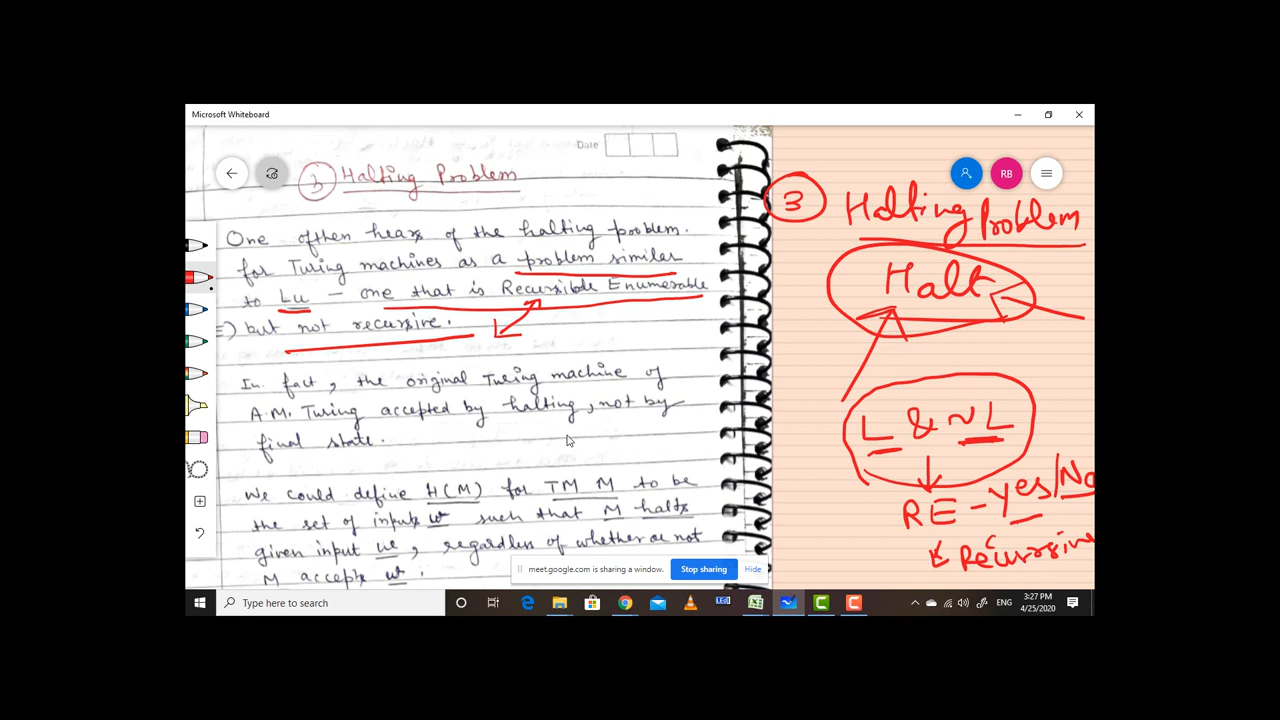 Microsoft Whiteboard
Date
3 Halting Problem
One ofthen hears of the halting problem.
for Turing machines as a problem similer
to Lu - one that is Recursible Enumerable
=) but not recursive.
In fact, the original Turing machine of
A.M. Turing accepted by halting, not by
final state.
We could define H(M) for TM M to be
the set of inputs w such that M halts
given input w, regardless of whether or not
M accepts w.
RB
3 Halting Problem
Halt
L & ~L
RE - yes/No
Recursive
meet.google.com is sharing a window.
Stop sharing
Hide
Type here to search
ENG
3:27 PM
4/25/2020